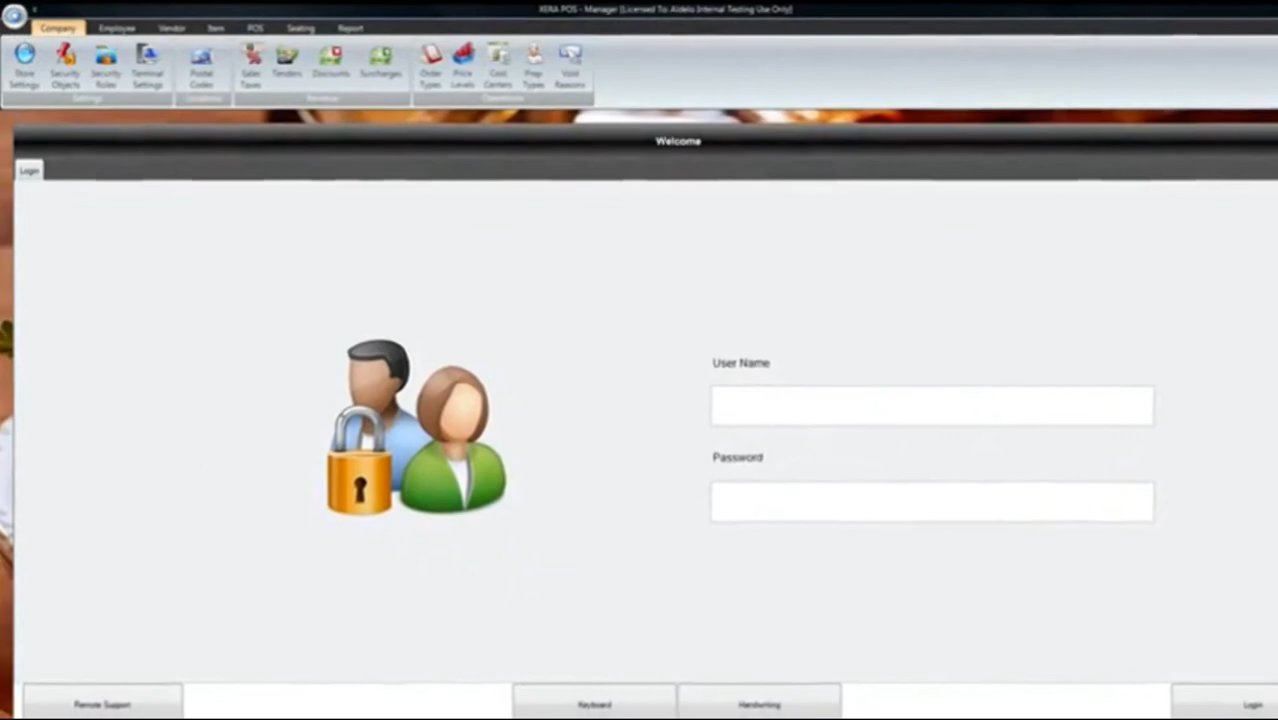 XERA POS - Manager [Licensed To: Aldelo Internal Testing Use Only]
Company Employee Vendor Item POS Seating Report
Store Settings
Security Objects
Security Roles
Terminal Settings
Postal Codes
Sales Taxes
Tenders
Discounts
Surcharges
Order Types
Price Levels
Cost Centers
Prep Types
Void Reasons
Settings
Welcome
Login
User Name
Password
Remote Support Keyboard Handwriting Login